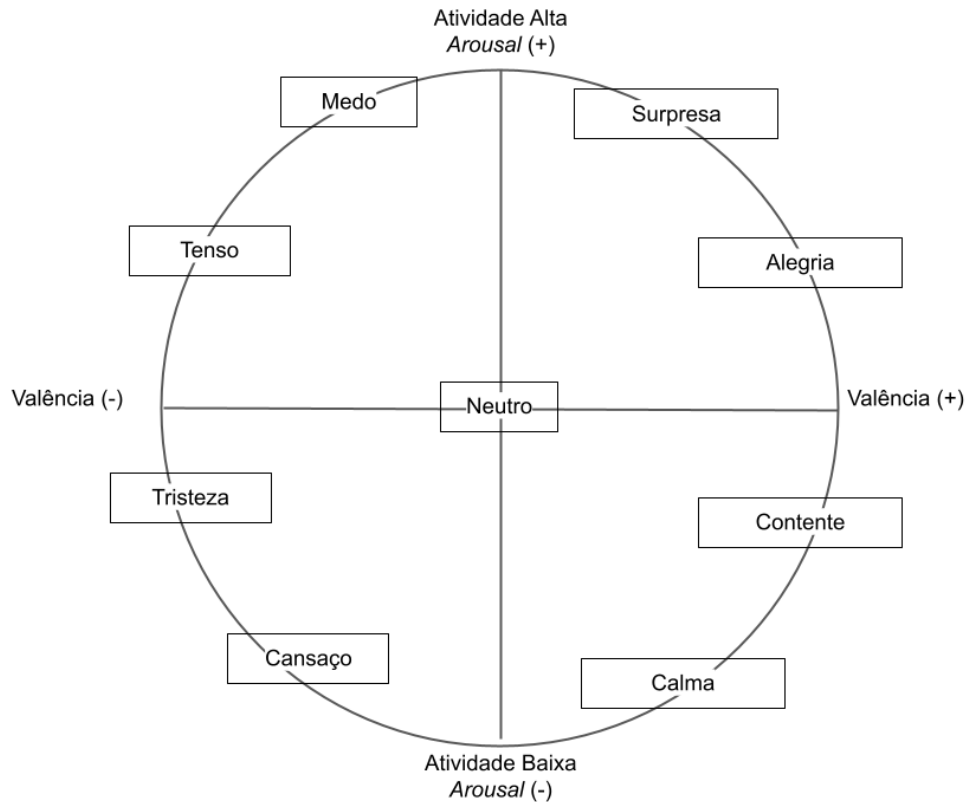 Atividade Alta
Arousal (+)
Medo
Surpresa
Tenso
Alegria
Valência (-)
Neutro
Valência (+)
Tristeza
Contente
Cansaço
Calma
Atividade Baixa
Arousal (-)